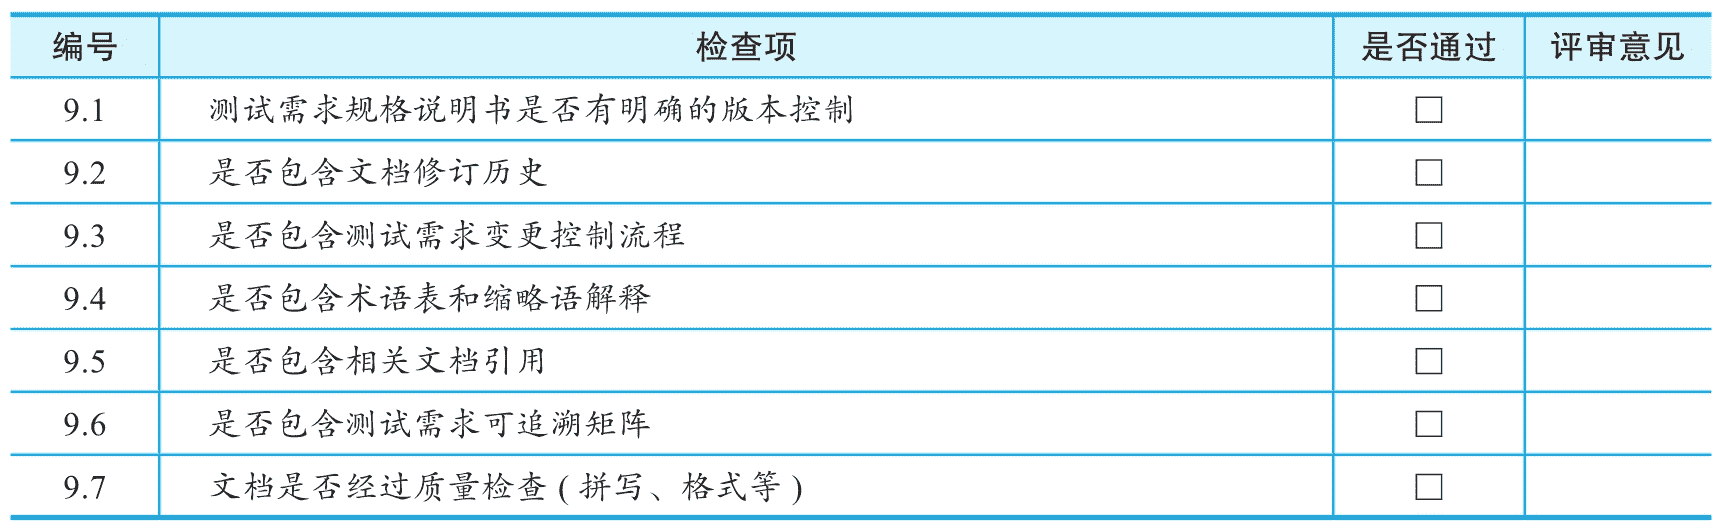 编号 检查项 是否通过 评审意见
9.1 测试需求规格说明书是否有明确的版本控制 □
9.2 是否包含文档修订历史 □
9.3 是否包含测试需求变更控制流程 □
9.4 是否包含术语表和缩略语解释 □
9.5 是否包含相关文档引用 □
9.6 是否包含测试需求可追溯矩阵 □
9.7 文档是否经过质量检查(拼写、格式等) □